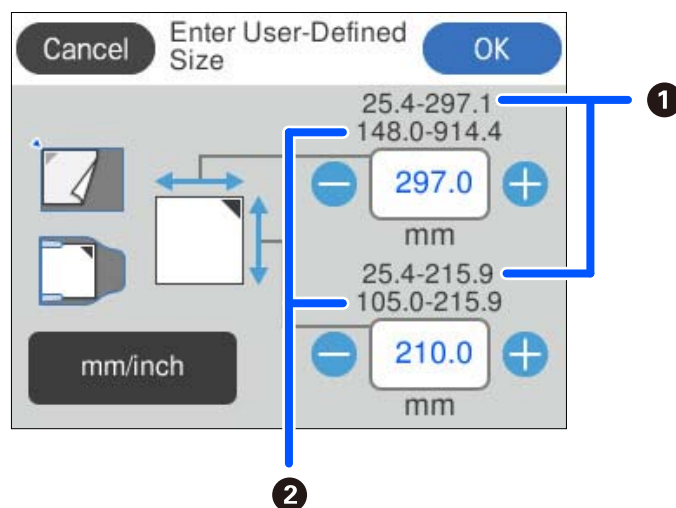 Cancel
Enter User-Defined
Size
OK
25.4-297.1
148.0-914.4
297.0
mm
25.4-215.9
105.0-215.9
210.0
mm
mm/inch
1
2